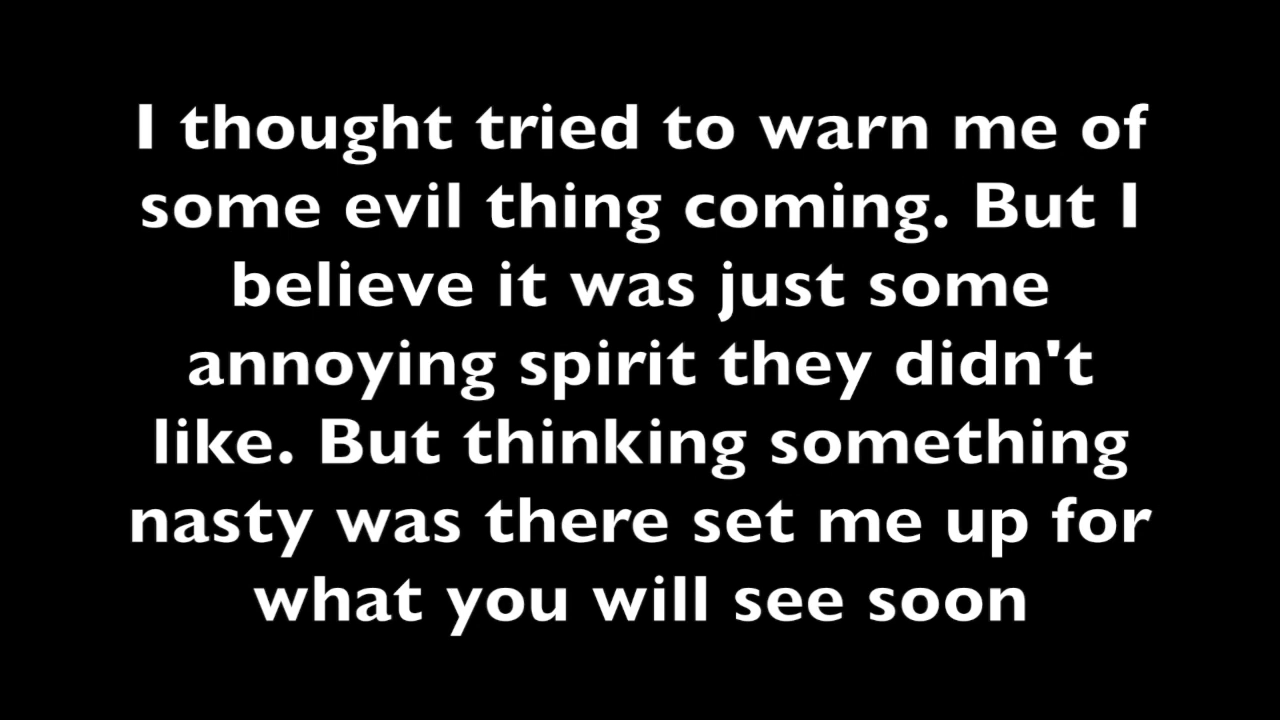 I thought tried to warn me of
some evil thing coming. But I
believe it was just some
annoying spirit they didn't
like. But thinking something
nasty was there set me up for
what you will see soon